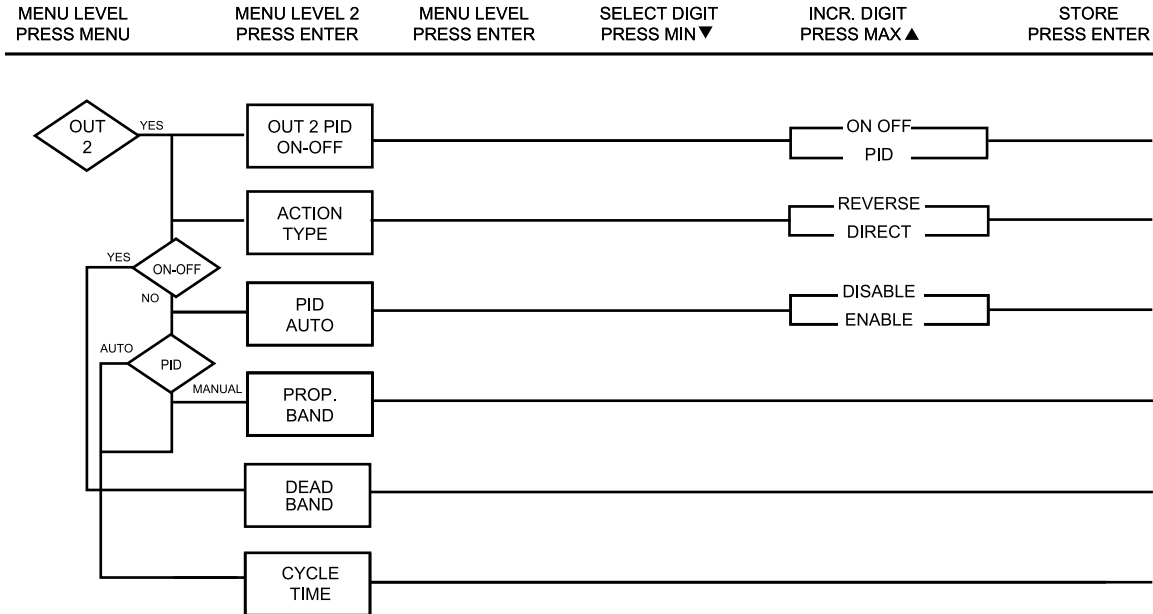 MENU LEVEL
PRESS MENU
MENU LEVEL 2
PRESS ENTER
MENU LEVEL
PRESS ENTER
SELECT DIGIT
PRESS MIN▼
INCR. DIGIT
PRESS MAX▲
STORE
PRESS ENTER
OUT
2
YES
OUT 2 PID
ON-OFF
ON OFF
PID
ACTION
TYPE
REVERSE
DIRECT
YES
ON-OFF
NO
PID
AUTO
DISABLE
ENABLE
AUTO
PID
MANUAL
PROP.
BAND
DEAD
BAND
CYCLE
TIME